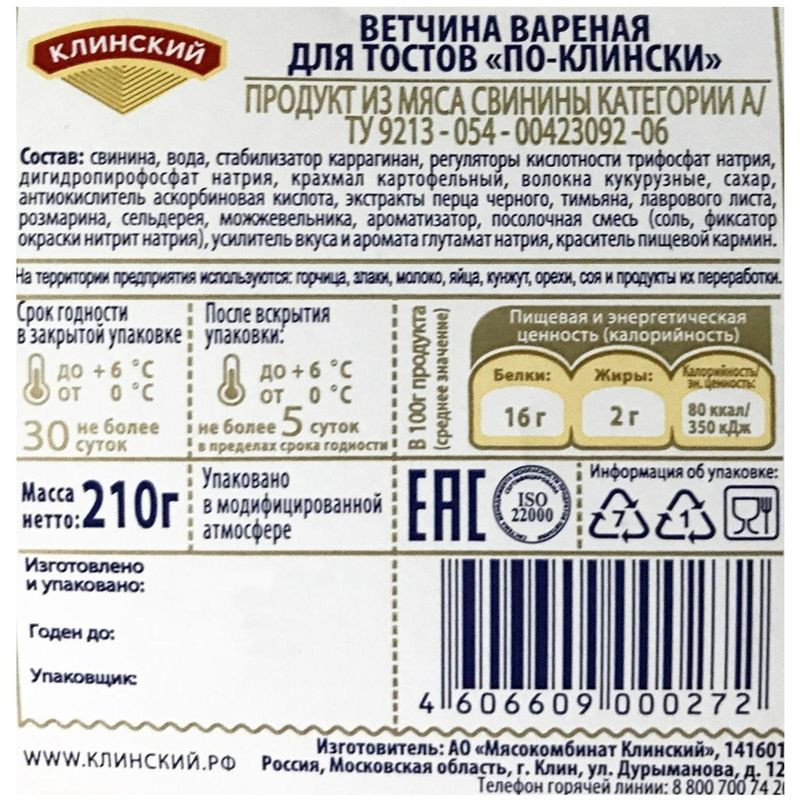 КЛИНСКИЙ
ВЕТЧИНА ВАРЕНАЯ
ДЛЯ ТОСТОВ «ПО-КЛИНСКИ»
ПРОДУКТ ИЗ МЯСА СВИНИНЫ КАТЕГОРИИ А/
ТУ 9213 - 054 - 00423092 -06
Состав: свинина, вода, стабилизатор каррагинан, регуляторы кислотности трифосфат натрия,
дигидропирофосфат натрия, крахмал картофельный, волокна кукурузные, сахар,
антиокислитель аскорбиновая кислота, экстракты перца черного, тимьяна, лаврового листа,
розмарина, сельдерея, можжевельника, ароматизатор, посолочная смесь (соль, фиксатор
окраски нитрит натрия), усилитель вкуса и аромата глутамат натрия, краситель пищевой кармин.
На территории предприятия используются: горчица, злаки, молоко, яйца, кунжут, орехи, соя и продукты их переработки.
Срок годности
в закрытой упаковке
до +6 °С
от 0 °С
30 не более
суток
После вскрытия
упаковки:
до +6 °С
от 0 °С
не более 5 суток
в пределах срока годности
В 100г продукта
(среднее значение)
Пищевая и энергетическая
ценность (калорийность)
Белки:
16 г
Жиры:
2 г
Калорийность/
эн. ценность:
80 ккал/
350 кДж
Масса
нетто: 210г
Упаковано
в модифицированной
атмосфере
ЕАС
ISO
22000
Информация об упаковке:
7
1
Изготовлено
и упаковано:
Годен до:
Упаковщик:
4 606609 000272
WWW.КЛИНСКИЙ.РФ
Изготовитель: АО «Мясокомбинат Клинский», 141601
Россия, Московская область, г. Клин, ул. Дурыманова, д. 12
Телефон горячей линии: 8 800 700 74 2